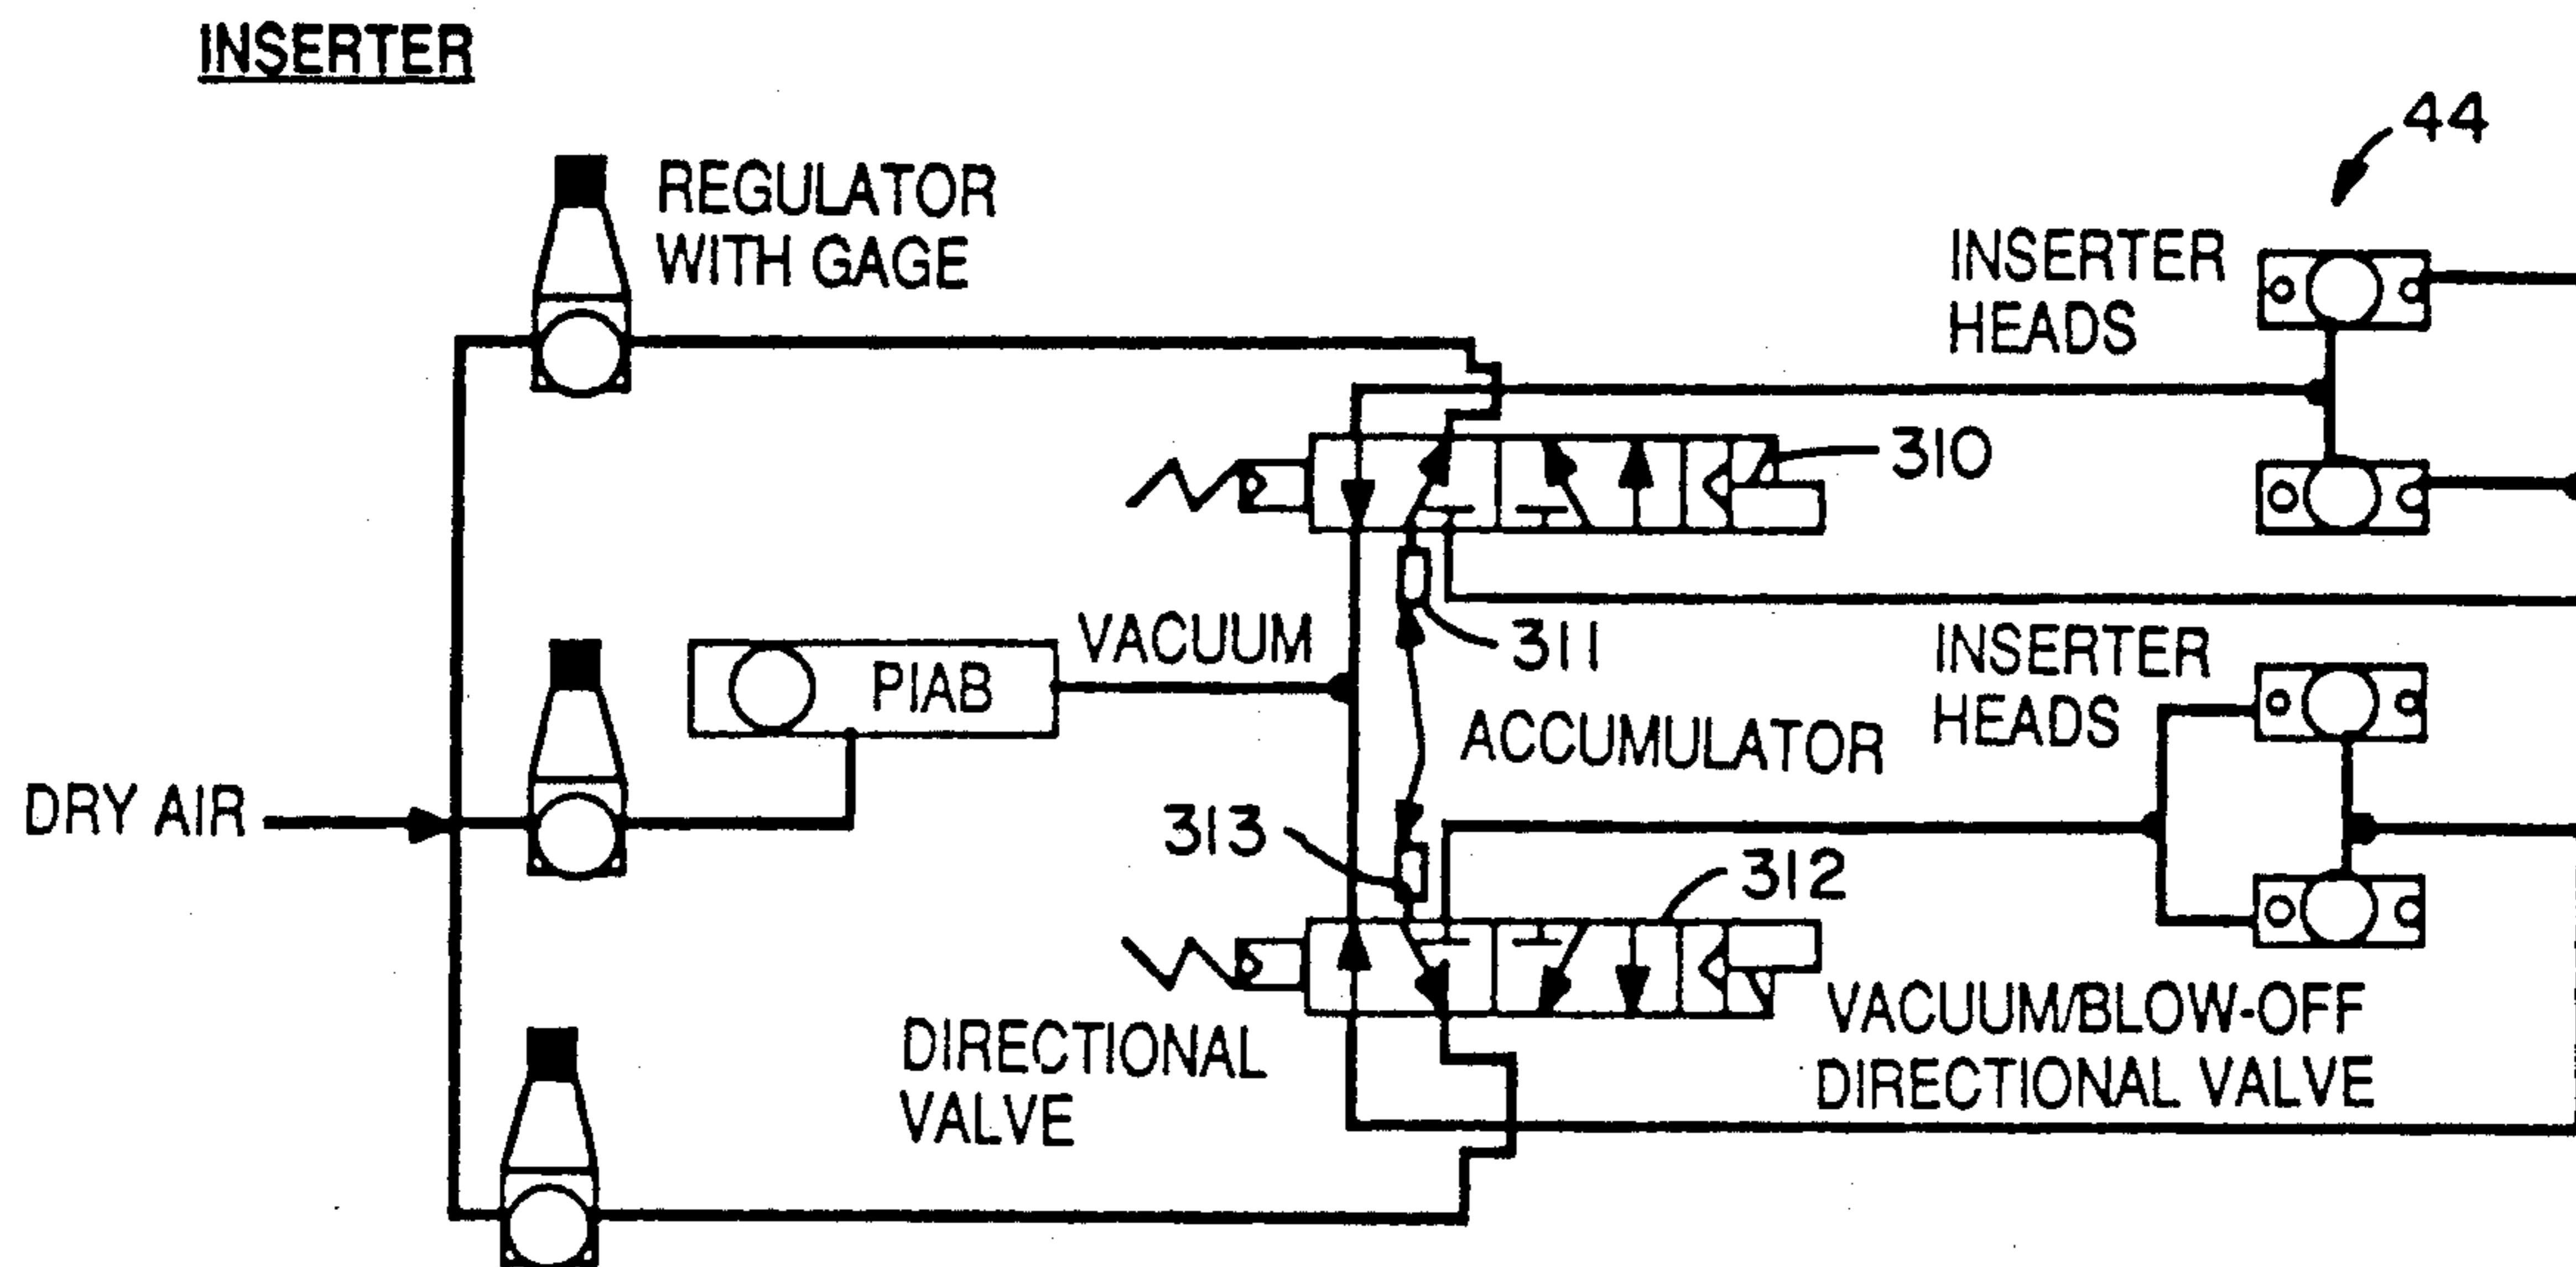 INSERTER
44
REGULATOR
WITH GAGE
INSERTER
HEADS
310
VACUUM
311
INSERTER
HEADS
PIAB
ACCUMULATOR
DRY AIR
313
312
DIRECTIONAL
VALVE
VACUUM/BLOW-OFF
DIRECTIONAL VALVE